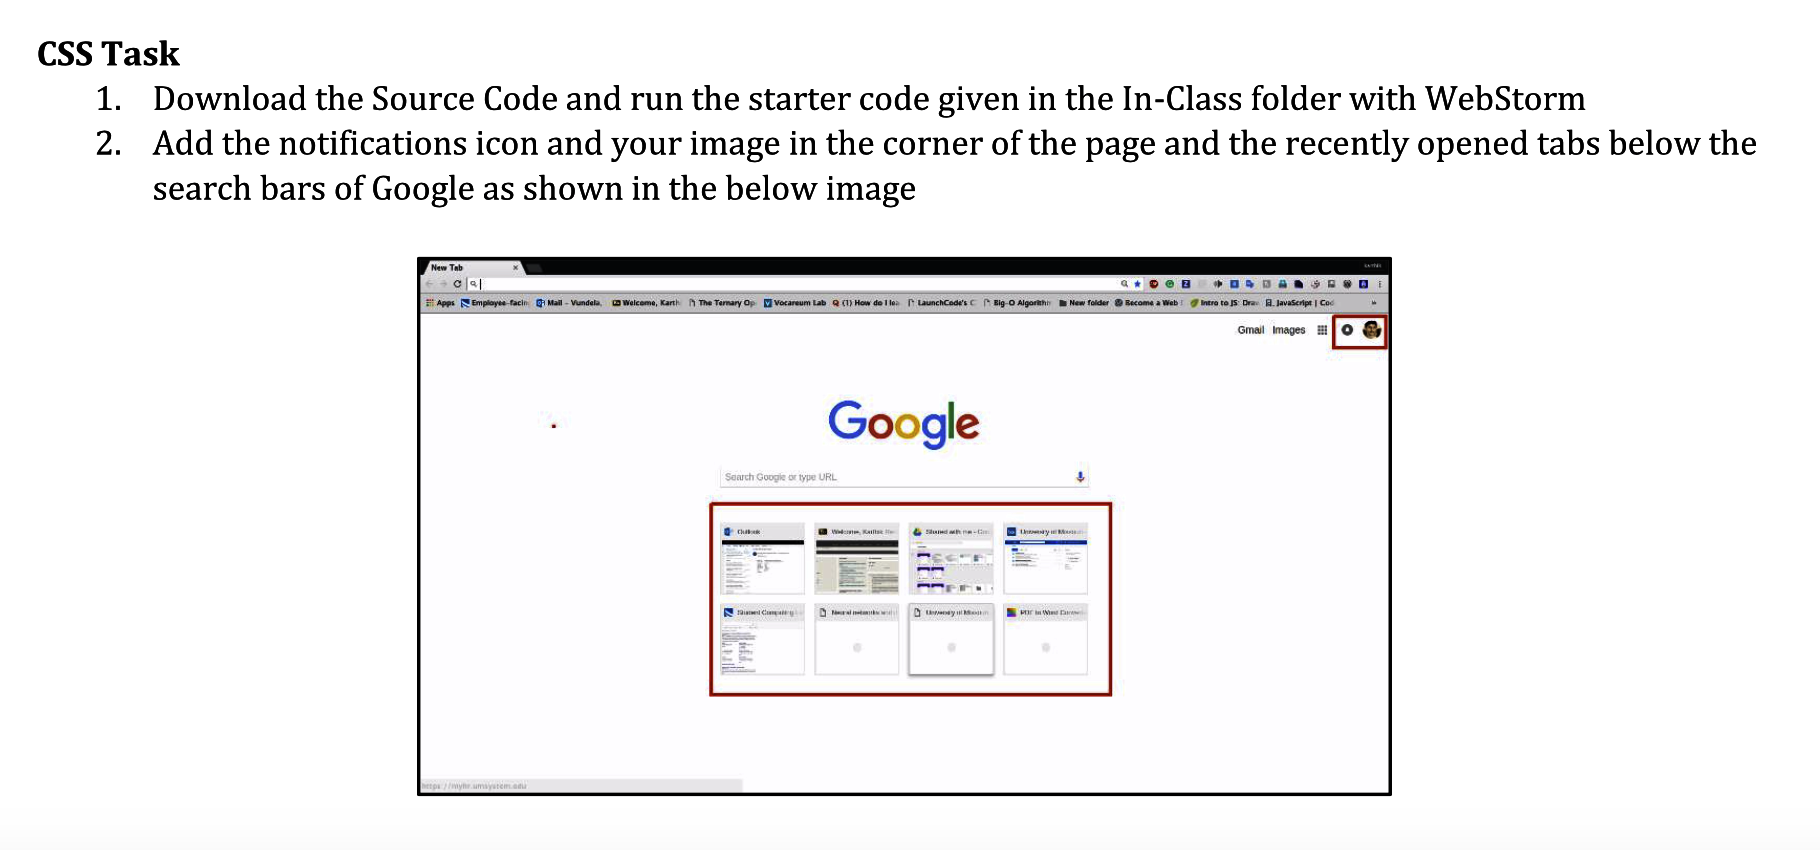 CSS Task
1. Download the Source Code and run the starter code given in the In-Class folder with WebStorm
2. Add the notifications icon and your image in the corner of the page and the recently opened tabs below the
search bars of Google as shown in the below image
New Tab
Apps Employee-facin Mail – Vundela, Welcome, Karth The Ternary Op Vocareum Lab (1) How do I lea LaunchCode's C Big-O Algorithm New folder Become a Web Intro to JS: Draw JavaScript | Cod
Gmail Images
Google
Search Google or type URL
Outlook Welcome, Karthik Shared with me - Goo University of Missouri
Student Computing Neural networks and University of Missouri PDF to Word Conver
https://myhr.umsystem.edu